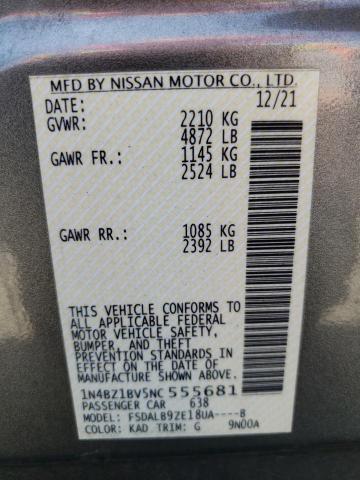 MFD BY NISSAN MOTOR CO., LTD.
DATE: 12/21
GVWR: 2210 KG
4872 LB
GAWR FR.: 1145 KG
2524 LB
GAWR RR.: 1085 KG
2392 LB
THIS VEHICLE CONFORMS TO
ALL APPLICABLE FEDERAL
MOTOR VEHICLE SAFETY,
BUMPER, AND THEFT
PREVENTION STANDARDS
IN EFFECT ON THE DATE OF
MANUFACTURE SHOWN ABOVE.
1N4BZ1BV5NC 555681
PASSENGER CAR 638
MODEL: FSDALB9ZE18UA----B
COLOR: KAD TRIM: G 9N00A